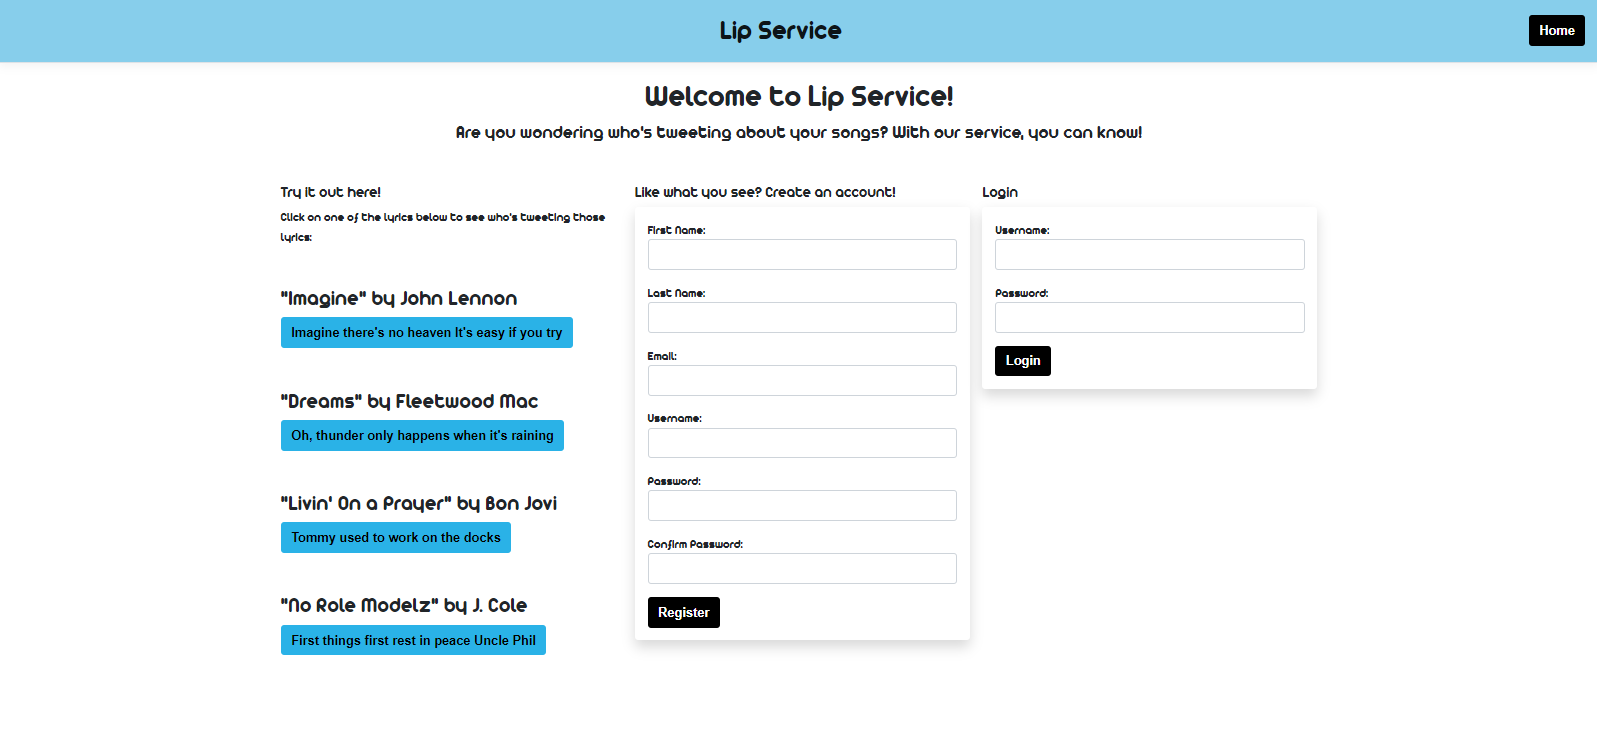 Lip Service
Home
Welcome to Lip Service!
Are you wondering who's tweeting about your songs? With our service, you can know!
Try it out here!
Click on one of the lyrics below to see who's tweeting those
lyrics:
"Imagine" by John Lennon
Imagine there's no heaven It's easy if you try
"Dreams" by Fleetwood Mac
Oh, thunder only happens when it's raining
"Livin' On a Prayer" by Bon Jovi
Tommy used to work on the docks
"No Role Modelz" by J. Cole
First things first rest in peace Uncle Phil
Like what you see? Create an account!
First Name:
Last Name:
Email:
Username:
Password:
Confirm Password:
Register
Login
Username:
Password:
Login